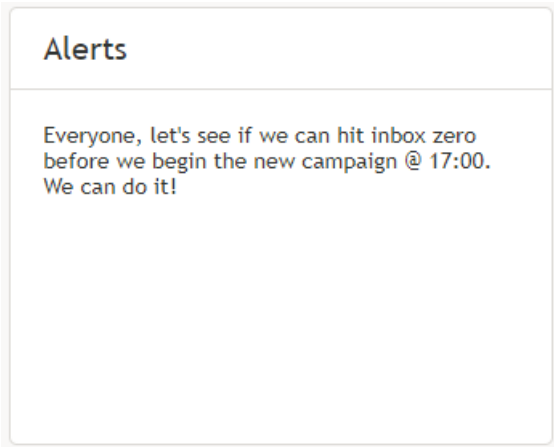 Alerts
Everyone, let's see if we can hit inbox zero
before we begin the new campaign @ 17:00.
We can do it!